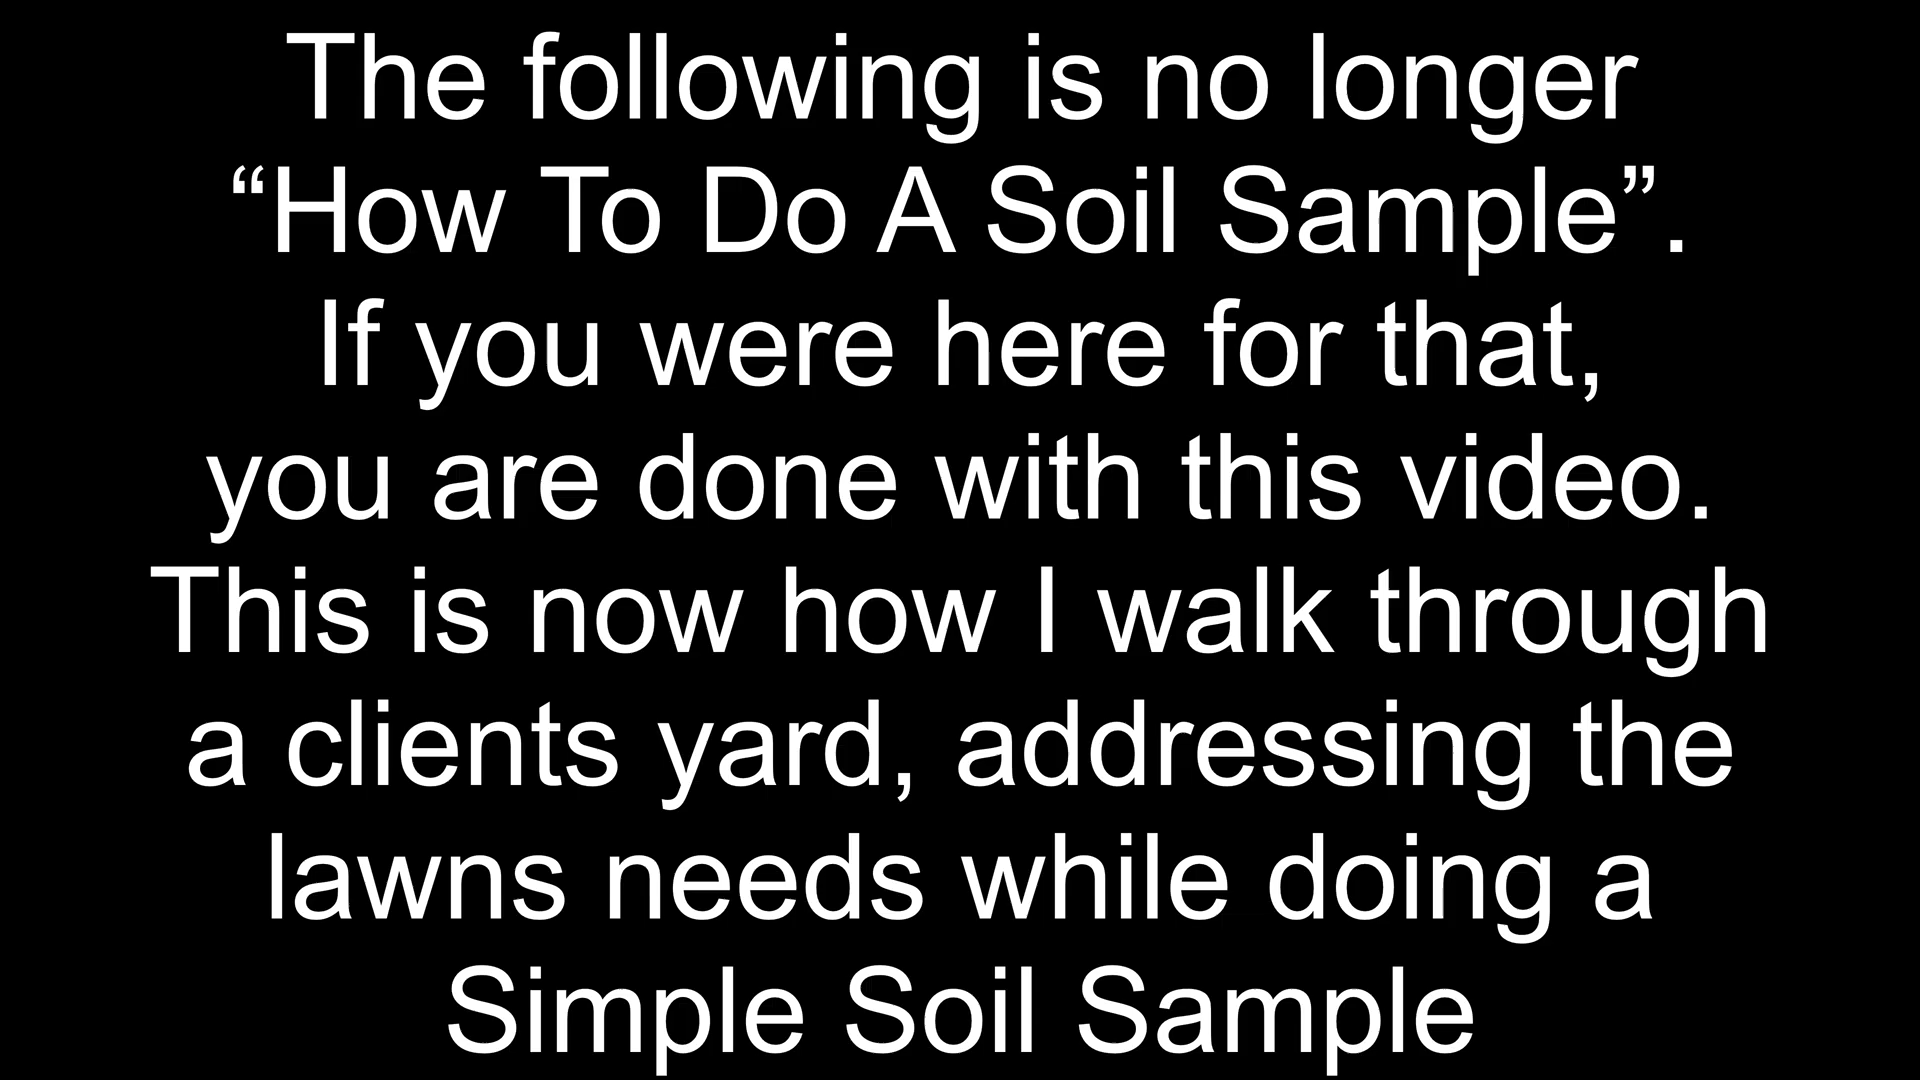 The following is no longer
“How To Do A Soil Sample”.
If you were here for that,
you are done with this video.
This is now how I walk through
a clients yard, addressing the
lawns needs while doing a
Simple Soil Sample